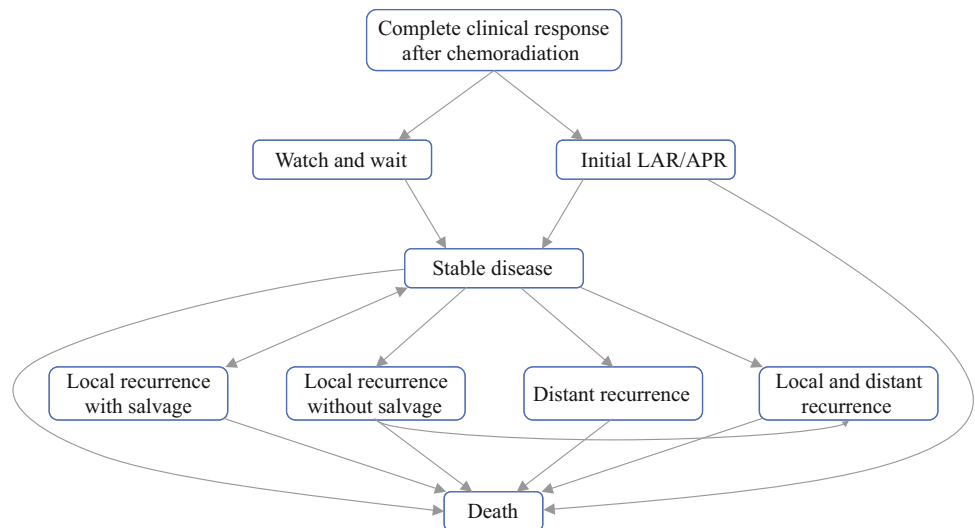 Complete clinical response
after chemoradiation
Watch and wait
Initial LAR/APR
Stable disease
Local recurrence
with salvage
Local recurrence
without salvage
Distant recurrence
Local and distant
recurrence
Death